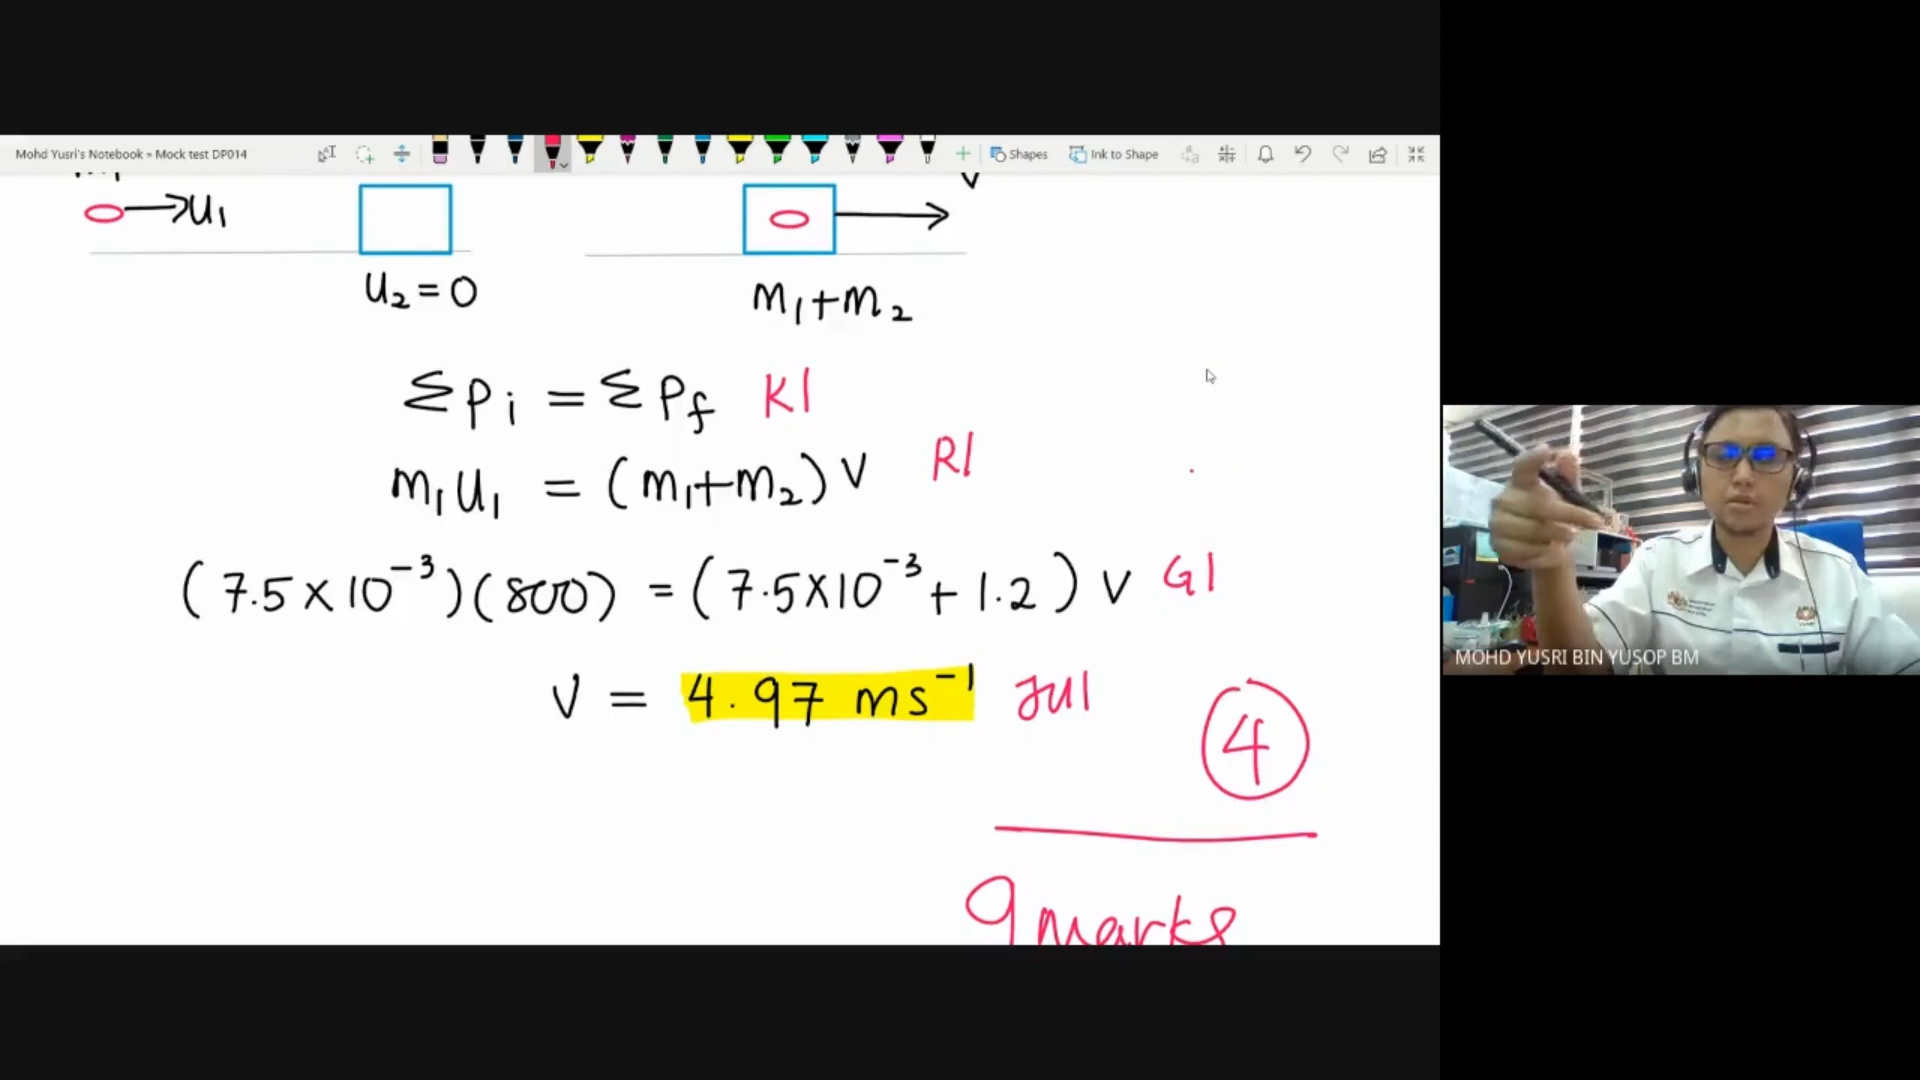 Mohd Yusri's Notebook » Mock test DP014
Shapes
Ink to Shape
→U₁
U₂ = 0
V
m₁+m₂
Σpi = Σpf K1
m₁u₁ = (m₁+m₂)V R1
(7.5×10⁻³)(800) = (7.5×10⁻³+1.2)V G1
V = 4.97 ms⁻¹ JU1
4
9 marks
MOHD YUSRI BIN YUSOP BM